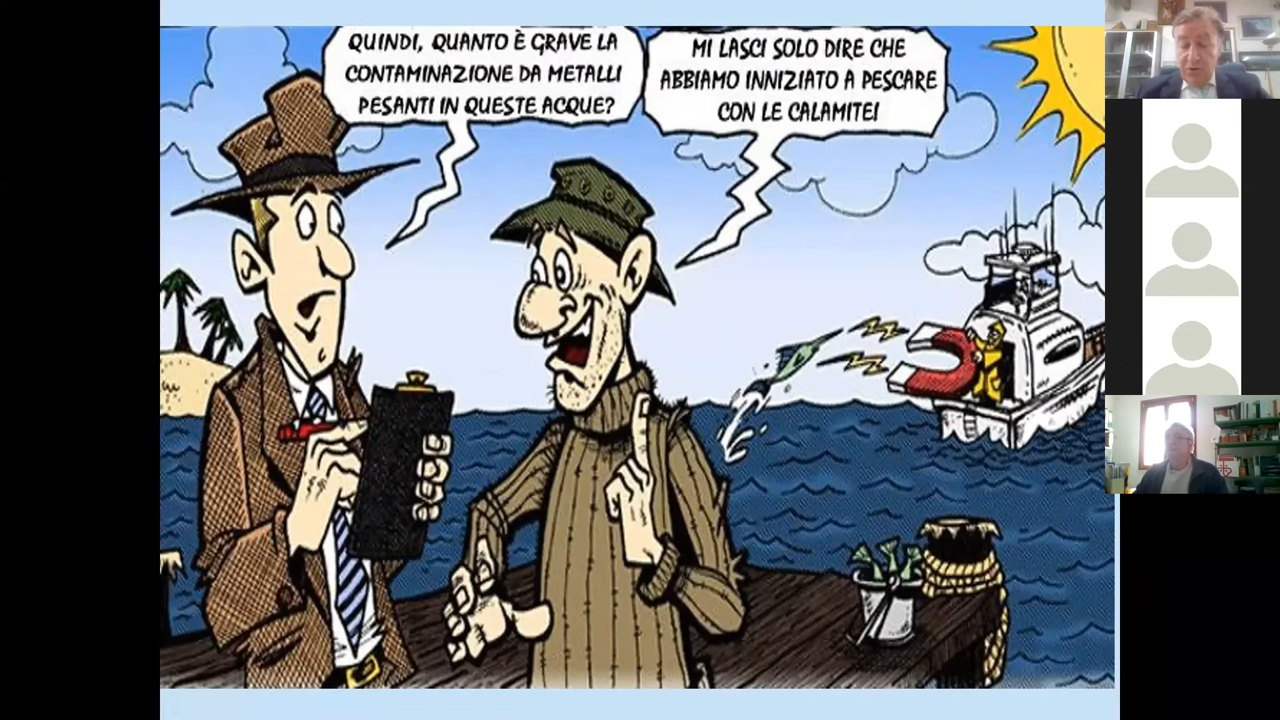 QUINDI, QUANTO È GRAVE LA
CONTAMINAZIONE DA METALLI
PESANTI IN QUESTE ACQUE?
MI LASCI SOLO DIRE CHE
ABBIAMO INNIZIATO A PESCARE
CON LE CALAMITE!